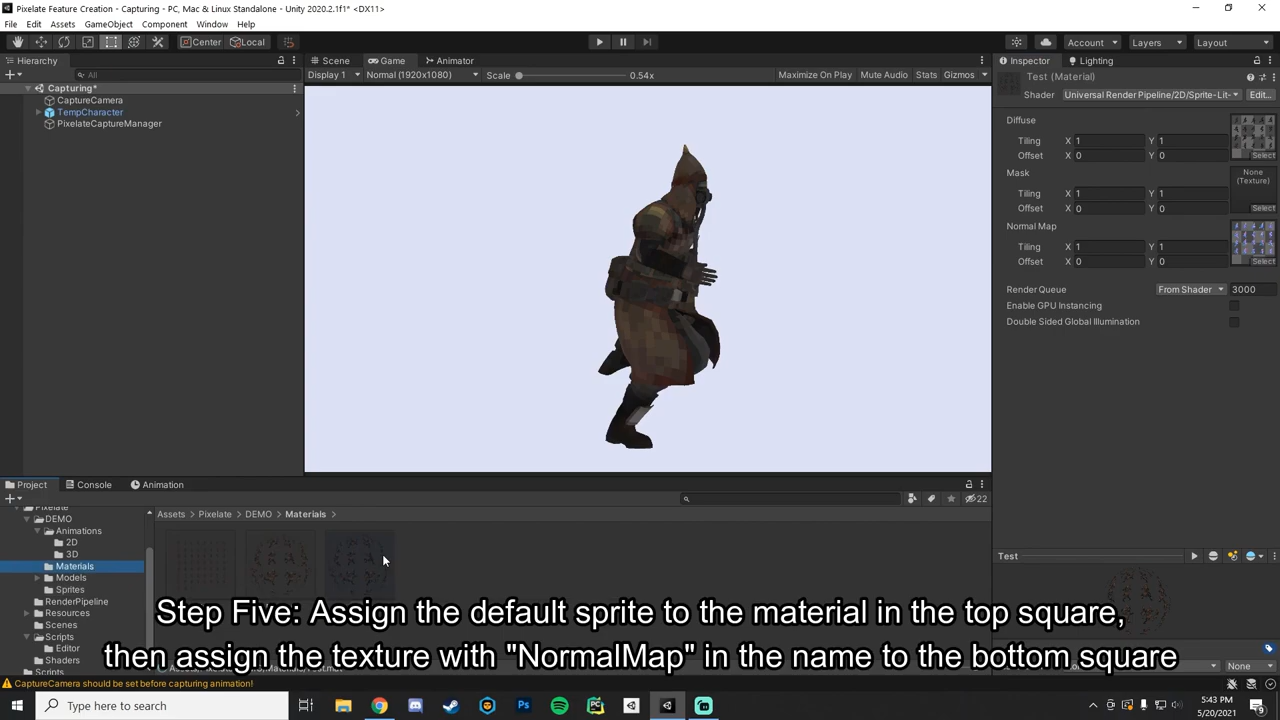 Pixelate Feature Creation - Capturing - PC, Mac & Linux Standalone - Unity 2020.2.1f1* <DX11>
File Edit Assets GameObject Component Window Help
Center Local Account Layers Layout
Hierarchy Scene Game Animator Inspector Lighting
All Display 1 Normal (1920x1080) Scale 0.54x Maximize On Play Mute Audio Stats Gizmos Test (Material)
Capturing*
Shader Universal Render Pipeline/2D/Sprite-Lit- Edit...
CaptureCamera
TempCharacter
PixelateCaptureManager
Diffuse
Tiling X 1 Y 1
Offset X 0 Y 0 Select
Mask None
(Texture)
Tiling X 1 Y 1
Offset X 0 Y 0 Select
Normal Map
Tiling X 1 Y 1
Offset X 0 Y 0 Select
Render Queue From Shader 3000
Enable GPU Instancing
Double Sided Global Illumination
Project Console Animation
22
Pixelate
Assets > Pixelate > DEMO > Materials >
DEMO
Animations
2D
3D
Materials
Models
Sprites
RenderPipeline
Resources
Scenes
Scripts
Editor
Shaders
Scripts
Test
Step Five: Assign the default sprite to the material in the top square,
then assign the texture with "NormalMap" in the name to the bottom square
None
CaptureCamera should be set before capturing animation!
Type here to search
5:43 PM
5/20/2021